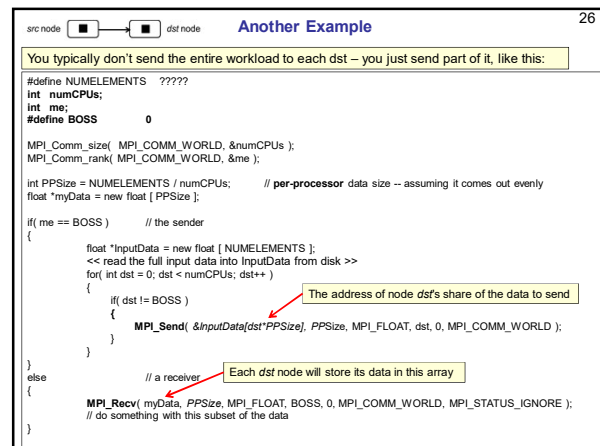 26
src node dst node Another Example
You typically don't send the entire workload to each dst – you just send part of it, like this:
#define NUMELEMENTS ?????
int numCPUs;
int me;
#define BOSS 0
MPI_Comm_size( MPI_COMM_WORLD, &numCPUs );
MPI_Comm_rank( MPI_COMM_WORLD, &me );
int PPSize = NUMELEMENTS / numCPUs; // per-processor data size -- assuming it comes out evenly
float *myData = new float [ PPSize ];
if( me == BOSS ) // the sender
{
float *InputData = new float [ NUMELEMENTS ];
<< read the full input data into InputData from disk >>
for( int dst = 0; dst < numCPUs; dst++ )
{
The address of node dst's share of the data to send
if( dst != BOSS )
{
MPI_Send( &InputData[dst*PPSize], PPSize, MPI_FLOAT, dst, 0, MPI_COMM_WORLD );
}
}
}
else // a receiver
Each dst node will store its data in this array
{
MPI_Recv( myData, PPSize, MPI_FLOAT, BOSS, 0, MPI_COMM_WORLD, MPI_STATUS_IGNORE );
// do something with this subset of the data
}